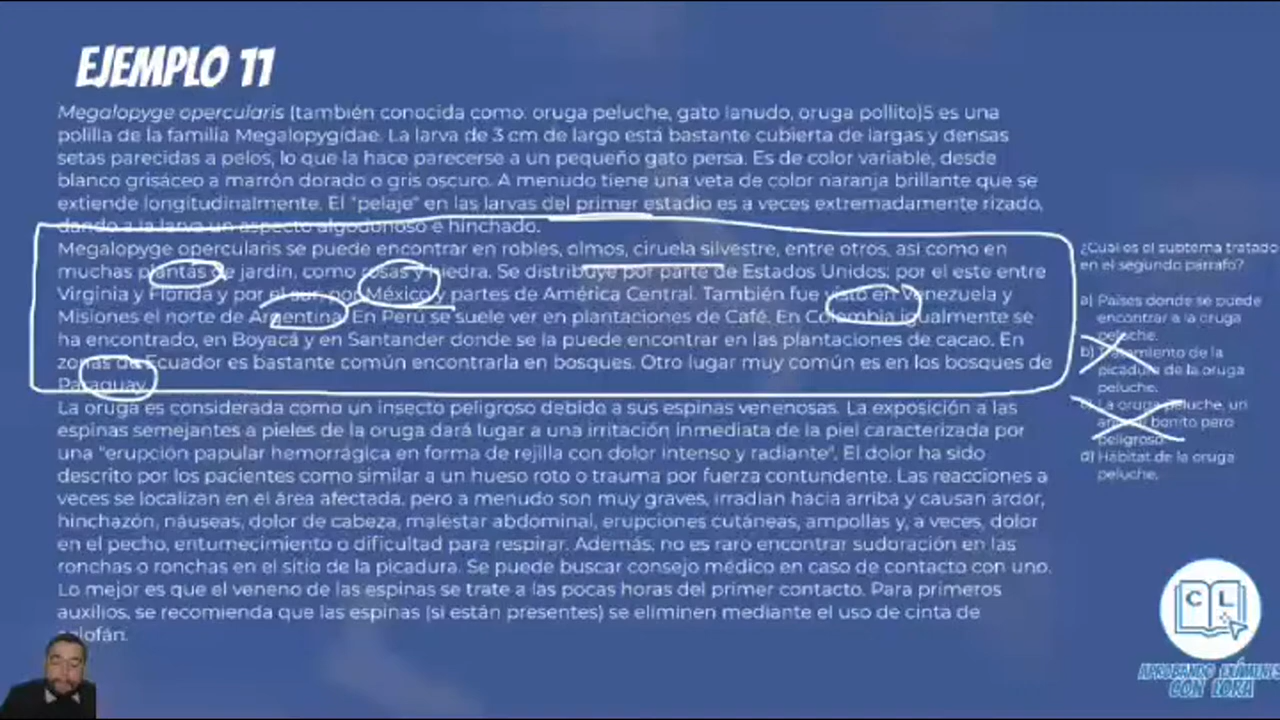 EJEMPLO 11
Megalopyge opercularis (también conocida como: oruga peluche, gato lanudo, oruga pollito)5 es una
polilla de la familia Megalopygidae. La larva de 3 cm de largo está bastante cubierta de largas y densas
setas parecidas a pelos, lo que la hace parecerse a un pequeño gato persa. Es de color variable, desde
blanco grisáceo a marrón dorado o gris oscuro. A menudo tiene una veta de color naranja brillante que se
extiende longitudinalmente. El "pelaje" en las larvas del primer estadio es a veces extremadamente rizado,
dando a la larva un aspecto algodonoso e hinchado.
Megalopyge opercularis se puede encontrar en robles, olmos, ciruela silvestre, entre otros, así como en
muchas plantas de jardín, como rosas y hiedra. Se distribuye por parte de Estados Unidos: por el este entre
Virginia y Florida y por el sur, por México y partes de América Central. También fue visto en Venezuela y
Misiones el norte de Argentina. En Perú se suele ver en plantaciones de Café. En Colombia igualmente se
ha encontrado, en Boyacá y en Santander donde se la puede encontrar en las plantaciones de cacao. En
zonas de Ecuador es bastante común encontrarla en bosques. Otro lugar muy común es en los bosques de
Paraguay.
La oruga es considerada como un insecto peligroso debido a sus espinas venenosas. La exposición a las
espinas semejantes a pieles de la oruga dará lugar a una irritación inmediata de la piel caracterizada por
una "erupción papular hemorrágica en forma de rejilla con dolor intenso y radiante". El dolor ha sido
descrito por los pacientes como similar a un hueso roto o trauma por fuerza contundente. Las reacciones a
veces se localizan en el área afectada, pero a menudo son muy graves, irradian hacia arriba y causan ardor,
hinchazón, náuseas, dolor de cabeza, malestar abdominal, erupciones cutáneas, ampollas y, a veces, dolor
en el pecho, entumecimiento o dificultad para respirar. Además, no es raro encontrar sudoración en las
ronchas o ronchas en el sitio de la picadura. Se puede buscar consejo médico en caso de contacto con uno.
Lo mejor es que el veneno de las espinas se trate a las pocas horas del primer contacto. Para primeros
auxilios, se recomienda que las espinas (si están presentes) se eliminen mediante el uso de cinta de
celofán.
¿Cuál es el subtema tratado
en el segundo párrafo?
a) Países donde se puede
encontrar a la oruga
peluche.
b) Tratamiento de la
picadura de la oruga
peluche.
c) La oruga peluche, un
animal bonito pero
peligroso.
d) Hábitat de la oruga
peluche.
C L
APROBANDO EXÁMENES
CON LORA